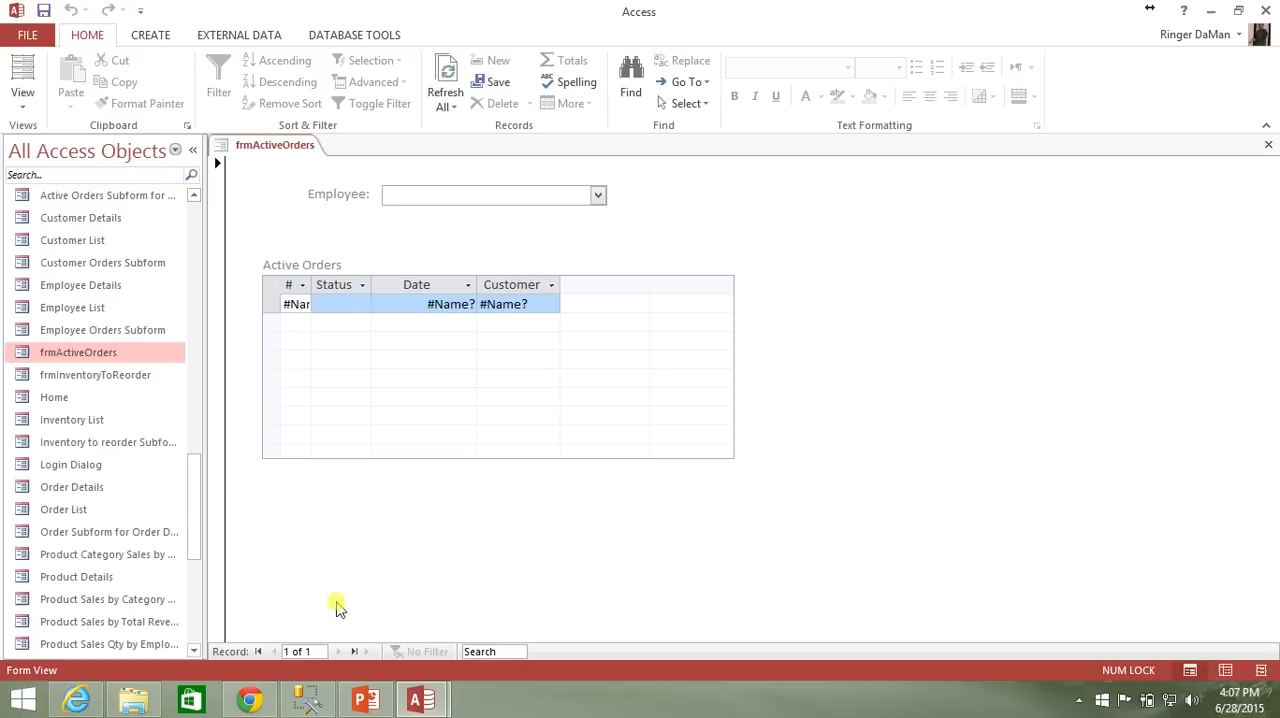 Access
Ringer DaMan
FILE
HOME
CREATE
EXTERNAL DATA
DATABASE TOOLS
View
Views
Paste
Cut
Copy
Format Painter
Clipboard
Filter
Ascending
Descending
Remove Sort
Selection
Advanced
Toggle Filter
Sort & Filter
Refresh
All
New
Save
Delete
Totals
Spelling
More
Records
Find
Replace
Go To
Select
Find
B I U A
Text Formatting
All Access Objects
Search...
Active Orders Subform for ...
Customer Details
Customer List
Customer Orders Subform
Employee Details
Employee List
Employee Orders Subform
frmActiveOrders
frmInventoryToReorder
Home
Inventory List
Inventory to reorder Subfo...
Login Dialog
Order Details
Order List
Order Subform for Order D...
Product Category Sales by ...
Product Details
Product Sales by Category ...
Product Sales by Total Reve...
Product Sales Qty by Emplo...
frmActiveOrders
Employee:
Active Orders
# Status Date Customer
#Nar #Name? #Name?
Record: 1 of 1 No Filter Search
Form View
NUM LOCK
4:07 PM
6/28/2015